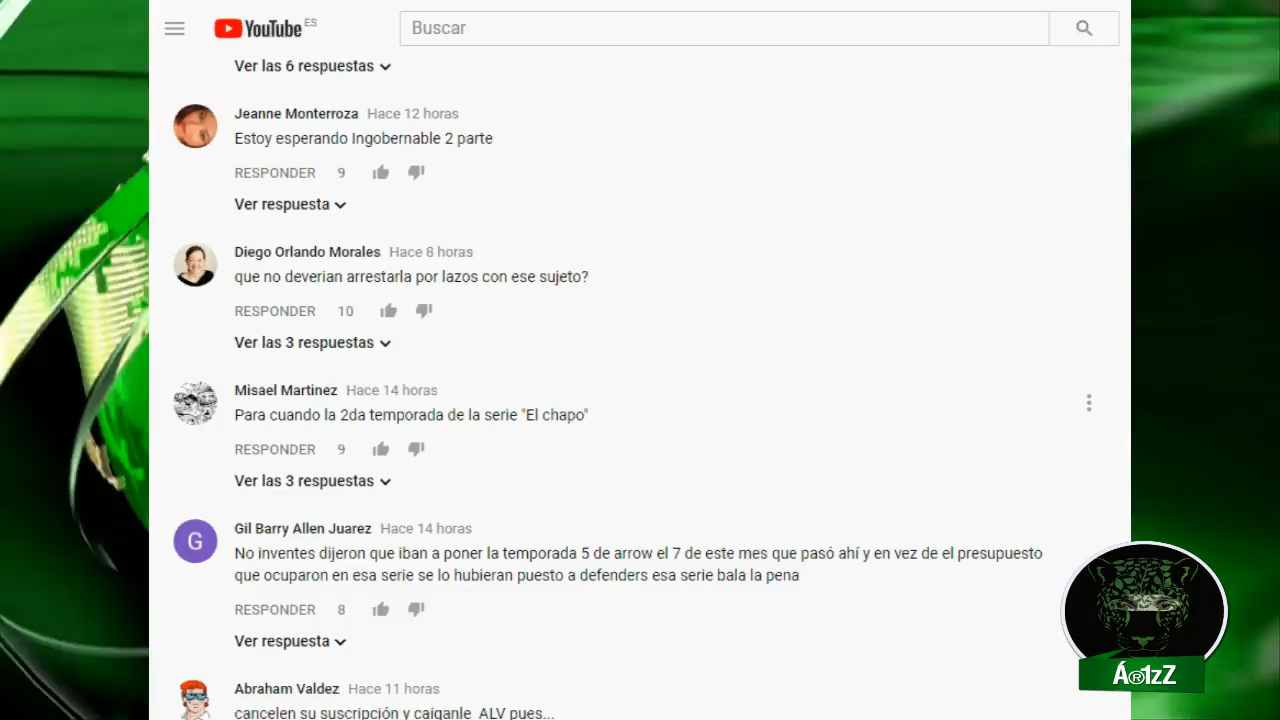 YouTube ES
Buscar
Ver las 6 respuestas
Jeanne Monterroza Hace 12 horas
Estoy esperando Ingobernable 2 parte
RESPONDER 9
Ver respuesta
Diego Orlando Morales Hace 8 horas
que no deverian arrestarla por lazos con ese sujeto?
RESPONDER 10
Ver las 3 respuestas
Misael Martinez Hace 14 horas
Para cuando la 2da temporada de la serie "El chapo"
RESPONDER 9
Ver las 3 respuestas
G
Gil Barry Allen Juarez Hace 14 horas
No inventes dijeron que iban a poner la temporada 5 de arrow el 7 de este mes que pasó ahí y en vez de el presupuesto
que ocuparon en esa serie se lo hubieran puesto a defenders esa serie bala la pena
RESPONDER 8
Ver respuesta
Á®1zZ
Abraham Valdez Hace 11 horas
cancelen su suscripción y caiganle ALV pues...